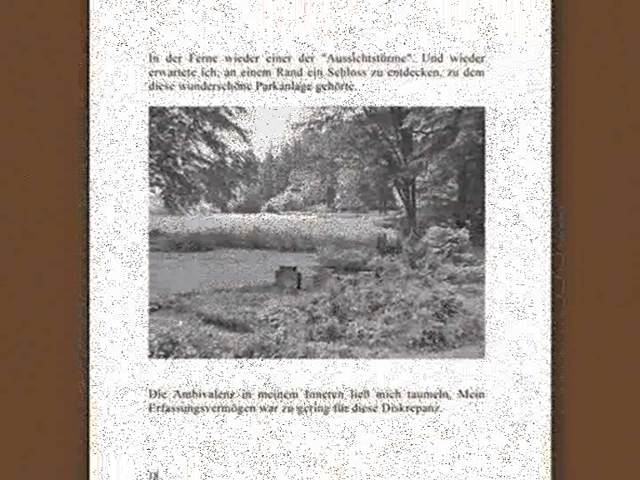 In der Ferne wieder einer der "Aussichtstürme". Und wieder
erwartete ich, an einem Rand ein Schloss zu entdecken, zu dem
diese wunderschöne Parkanlage gehörte.
Die Ambivalenz in meinem Inneren ließ mich taumeln. Mein
Erfassungsvermögen war zu gering für diese Diskrepanz.
18